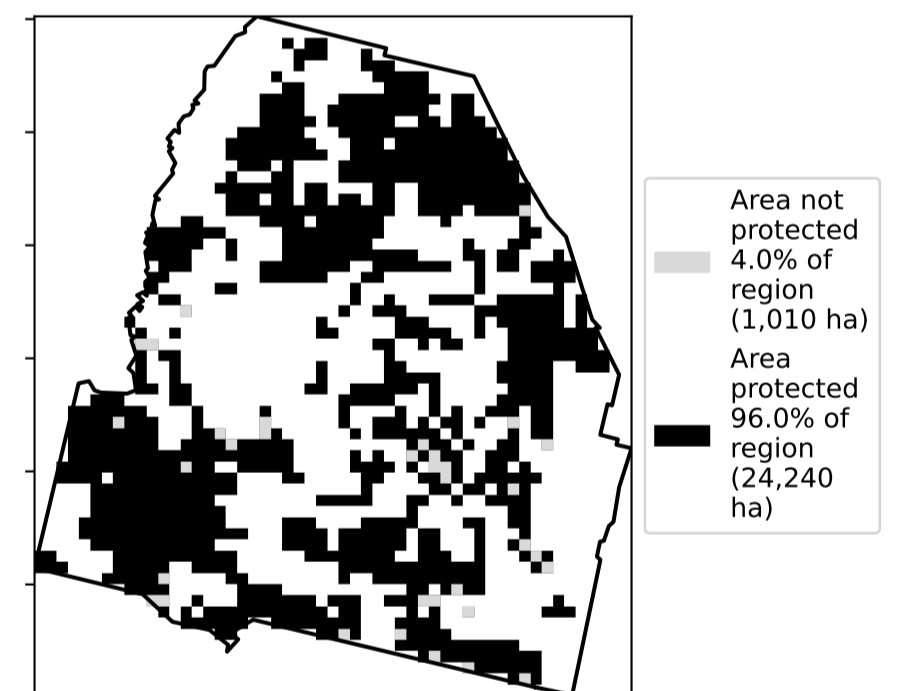 Area not
protected
4.0% of
region
(1,010 ha)
Area
protected
96.0% of
region
(24,240
ha)